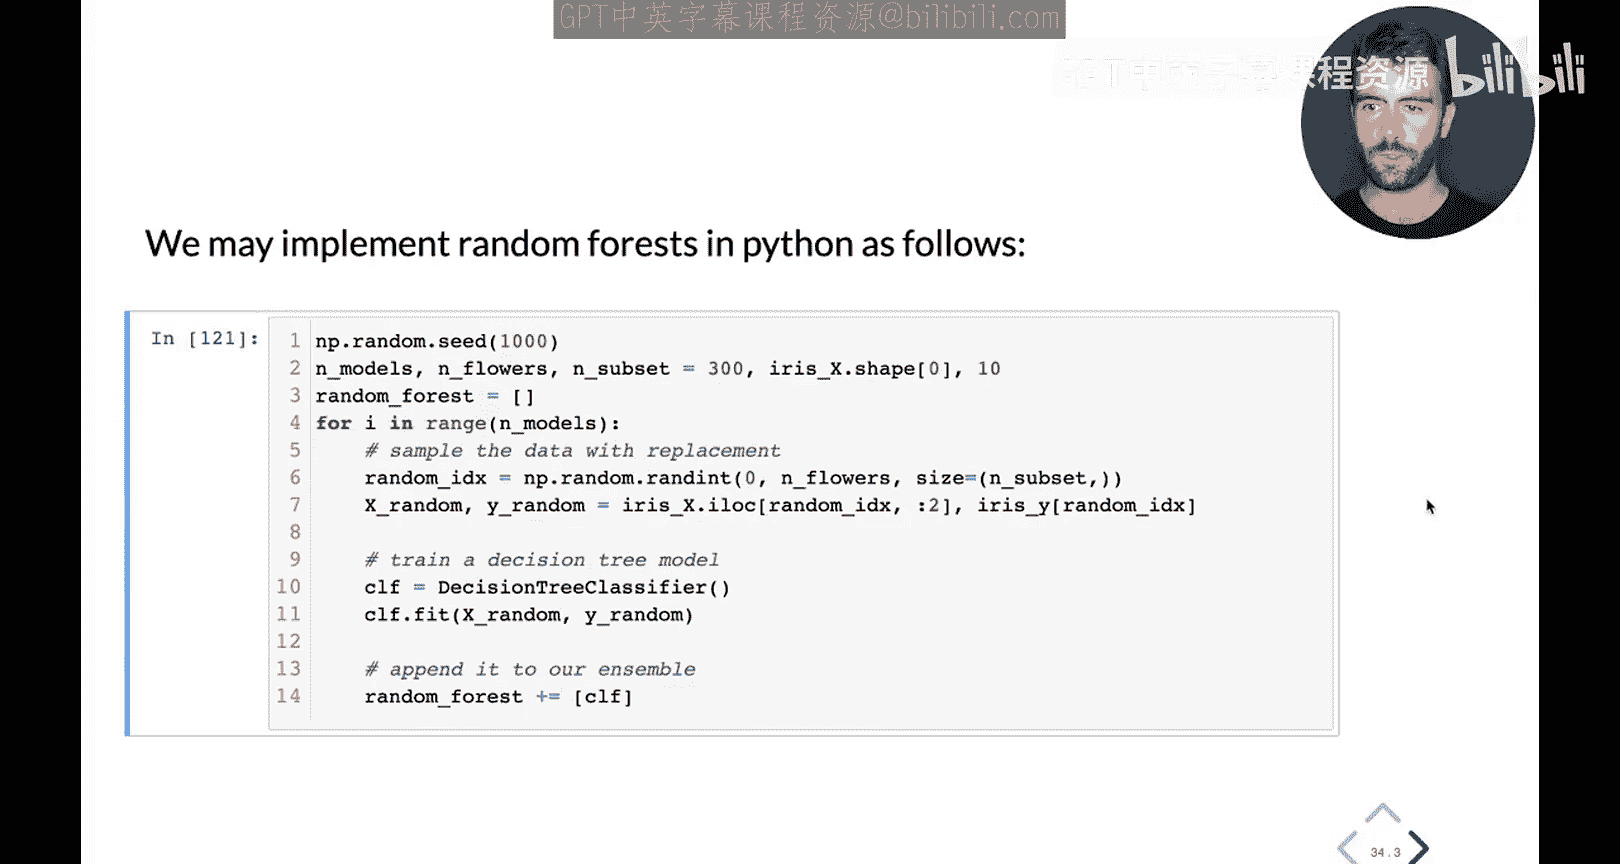 GPT中英字幕课程资源@bilibili.com
课程资源 bilibili
We may implement random forests in python as follows:
In [121]:
1 np.random.seed(1000)
2 n_models, n_flowers, n_subset = 300, iris_X.shape[0], 10
3 random_forest = []
4 for i in range(n_models):
5 # sample the data with replacement
6 random_idx = np.random.randint(0, n_flowers, size=(n_subset,))
7 X_random, y_random = iris_X.iloc[random_idx, :2], iris_y[random_idx]
8
9 # train a decision tree model
10 clf = DecisionTreeClassifier()
11 clf.fit(X_random, y_random)
12
13 # append it to our ensemble
14 random_forest += [clf]
34.3